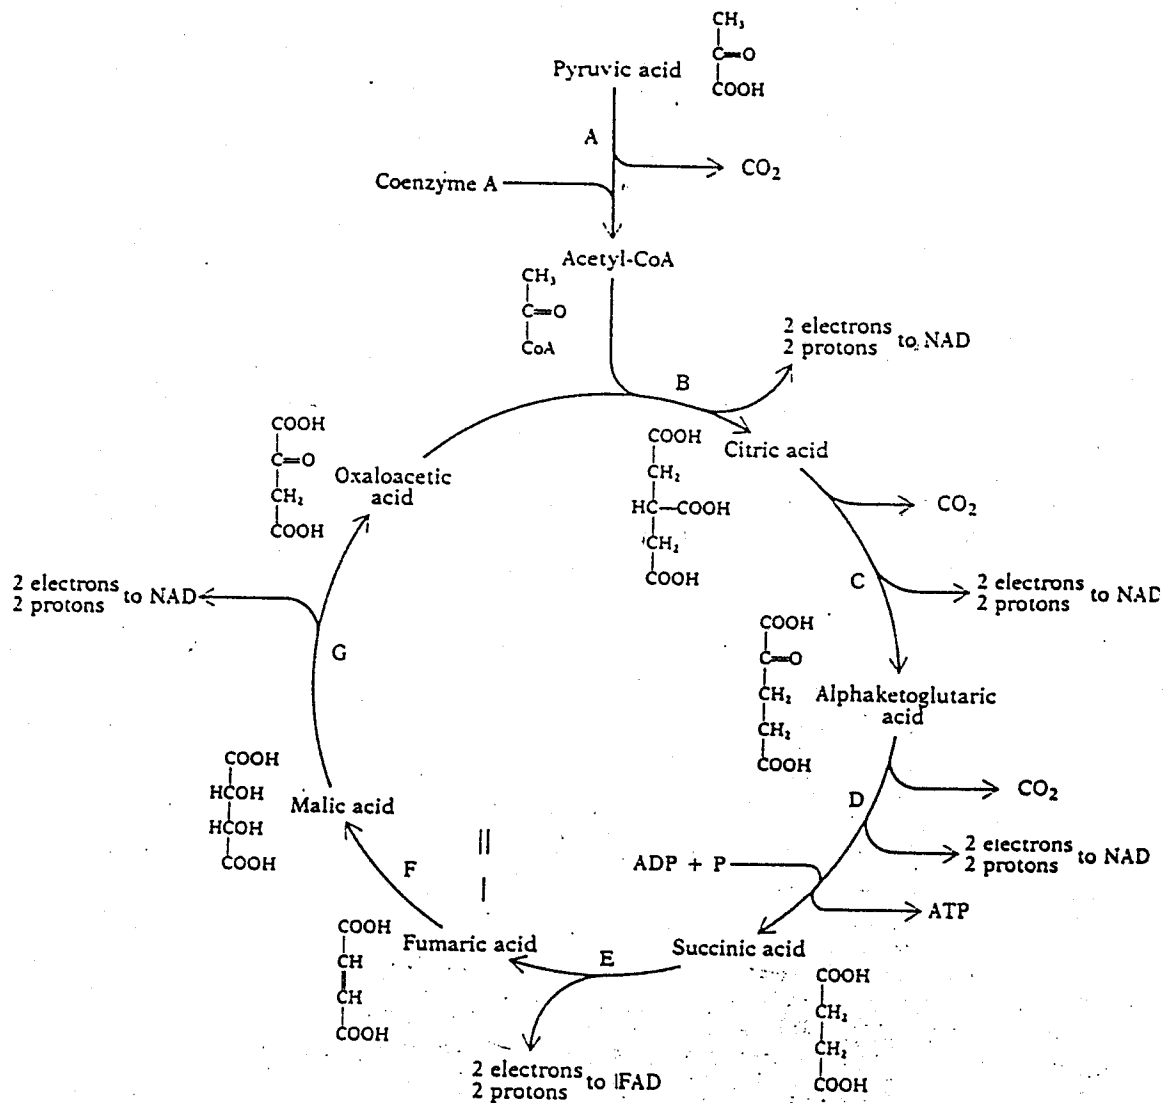 CH₃
C=O
COOH
Pyruvic acid
A
CO₂
Coenzyme A
Acetyl-CoA
CH₃
C=O
CoA
2 electrons
2 protons to NAD
B
COOH
C=O
CH₂
COOH
Oxaloacetic
acid
Citric acid
COOH
CH₂
HC—COOH
CH₂
COOH
CO₂
C
2 electrons
2 protons to NAD
2 electrons
2 protons to NAD
G
COOH
C=O
CH₂
CH₂
COOH
Alphaketoglutaric
acid
COOH
HCOH
HCOH
COOH
Malic acid
CO₂
D
2 electrons
2 protons to NAD
ADP + P
ATP
F
Fumaric acid
COOH
CH
CH
COOH
E
Succinic acid
COOH
CH₂
CH₂
COOH
2 electrons
2 protons to FAD